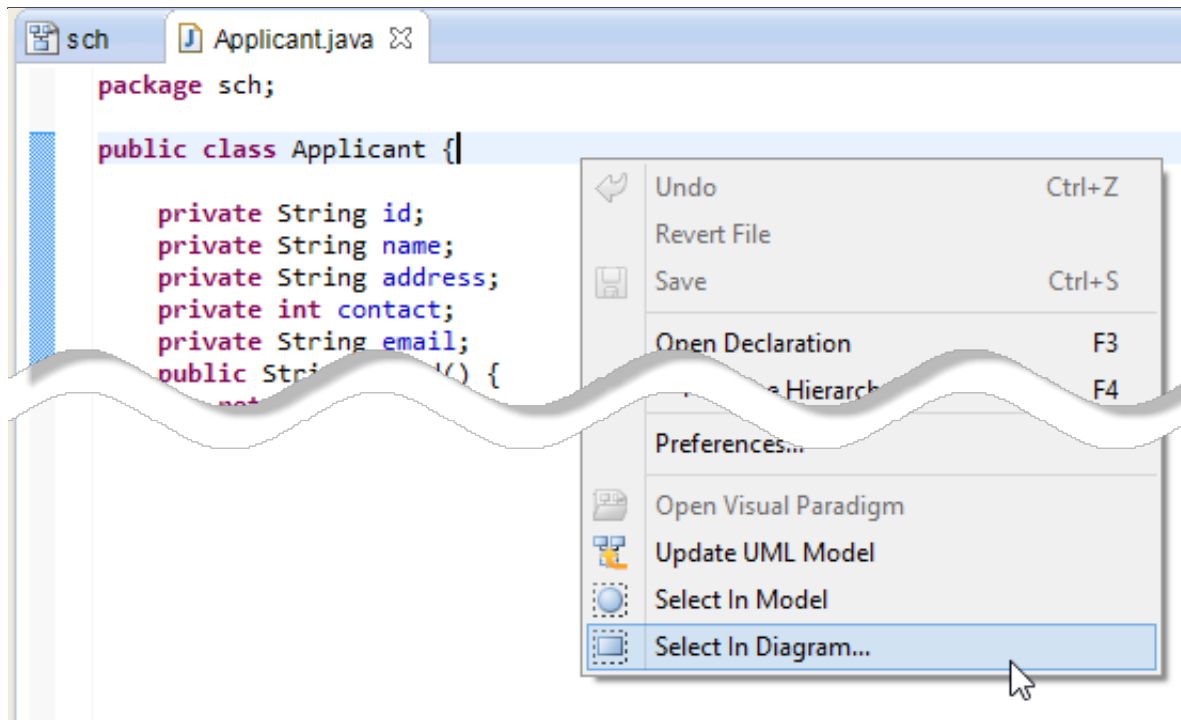 sch Applicant.java
package sch;
public class Applicant {
private String id;
private String name;
private String address;
private int contact;
private String email;
public
() {
Undo Ctrl+Z
Revert File
Save Ctrl+S
Open Declaration F3
Hierarch F4
Preferences...
Open Visual Paradigm
Update UML Model
Select In Model
Select In Diagram...